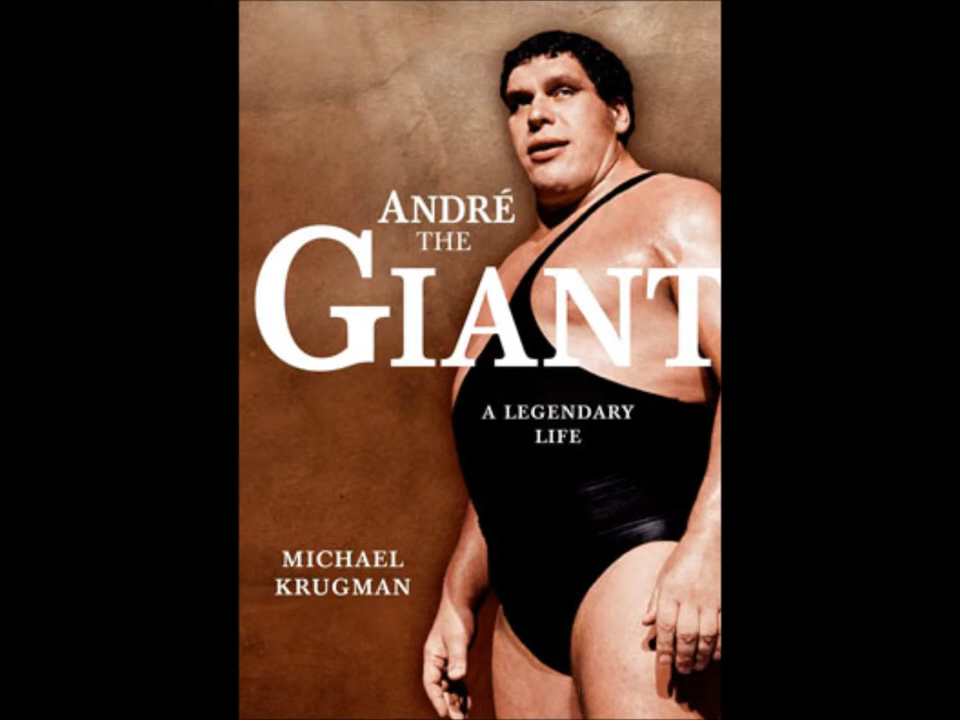 ANDRÉ
THE
GIANT
A LEGENDARY
LIFE
MICHAEL
KRUGMAN